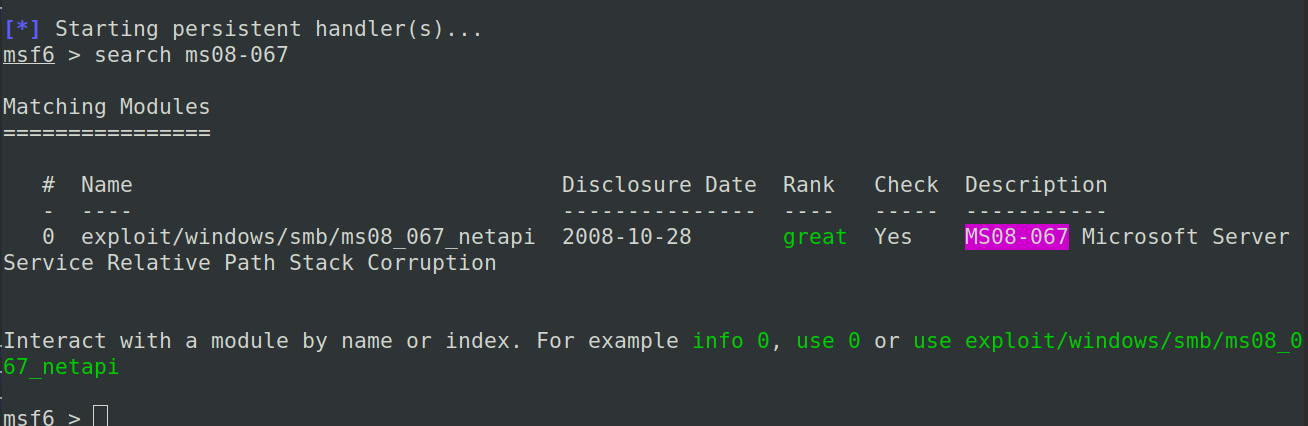 [*] Starting persistent handler(s)...
msf6 > search ms08-067
Matching Modules
================
#  Name                                 Disclosure Date  Rank   Check  Description
-  ----                                 ---------------  ----   -----  -----------
0  exploit/windows/smb/ms08_067_netapi  2008-10-28       great  Yes    MS08-067 Microsoft Server
Service Relative Path Stack Corruption
Interact with a module by name or index. For example info 0, use 0 or use exploit/windows/smb/ms08_0
67_netapi
msf6 >